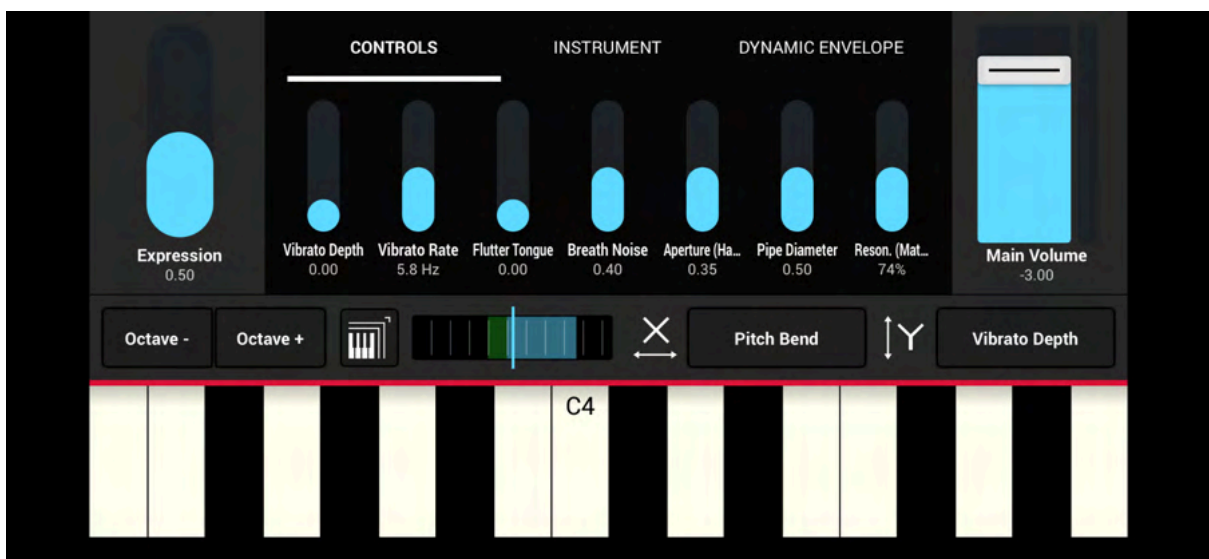 CONTROLS INSTRUMENT DYNAMIC ENVELOPE
Expression
0.50
Vibrato Depth
0.00
Vibrato Rate
5.8 Hz
Flutter Tongue
0.00
Breath Noise
0.40
Aperture (Ha...
0.35
Pipe Diameter
0.50
Reson. (Mat...
74%
Main Volume
-3.00
Octave - Octave + X Pitch Bend Y Vibrato Depth
C4